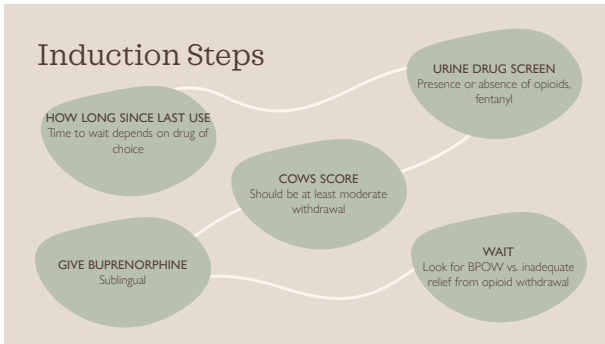 Induction Steps
HOW LONG SINCE LAST USE
Time to wait depends on drug of
choice
URINE DRUG SCREEN
Presence or absence of opioids,
fentanyl
COWS SCORE
Should be at least moderate
withdrawal
GIVE BUPRENORPHINE
Sublingual
WAIT
Look for BPOW vs. inadequate
relief from opioid withdrawal